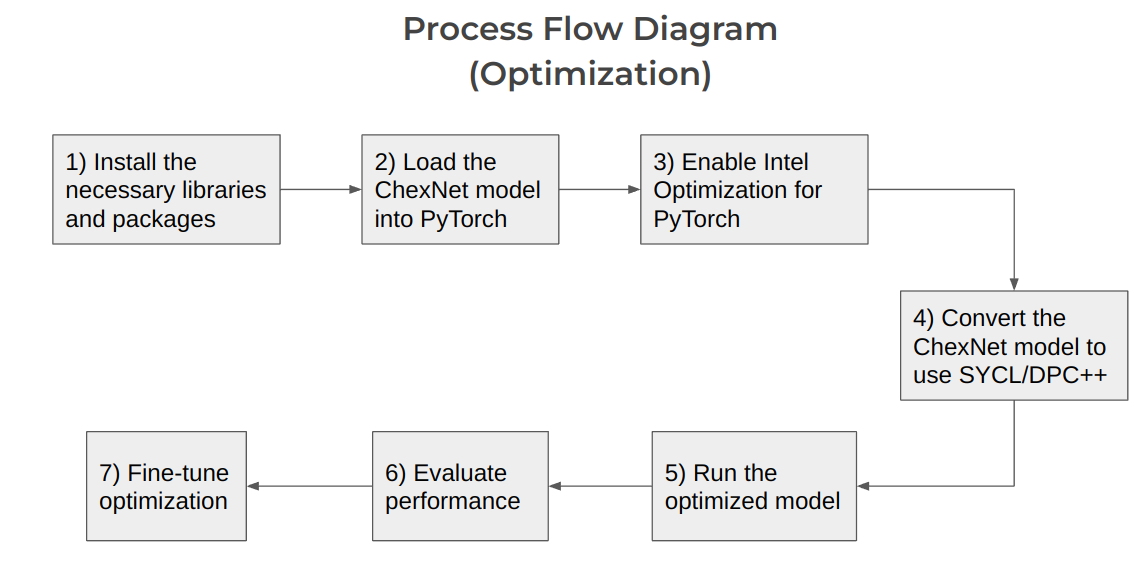 Process Flow Diagram
(Optimization)
1) Install the
necessary libraries
and packages
2) Load the
ChexNet model
into PyTorch
3) Enable Intel
Optimization for
PyTorch
4) Convert the
ChexNet model to
use SYCL/DPC++
5) Run the
optimized model
6) Evaluate
performance
7) Fine-tune
optimization